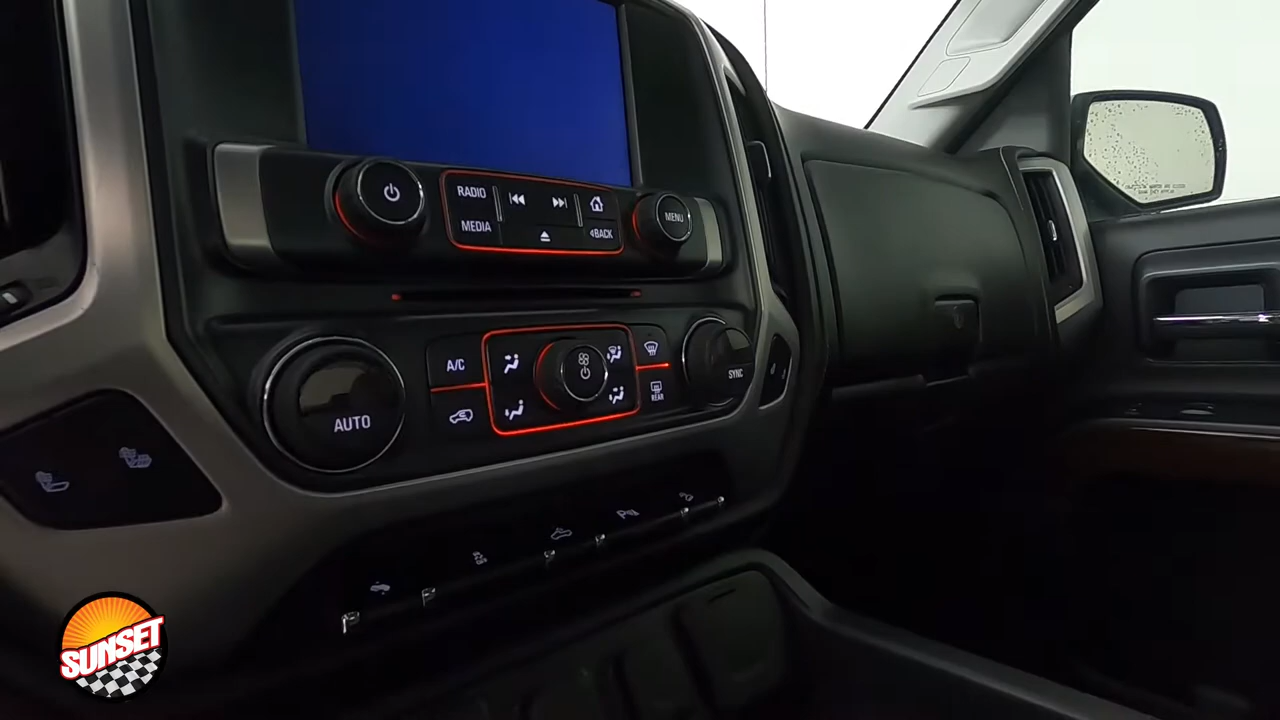 RADIO
MEDIA
BACK
MENU
A/C
AUTO
REAR
SYNC
SUNSET